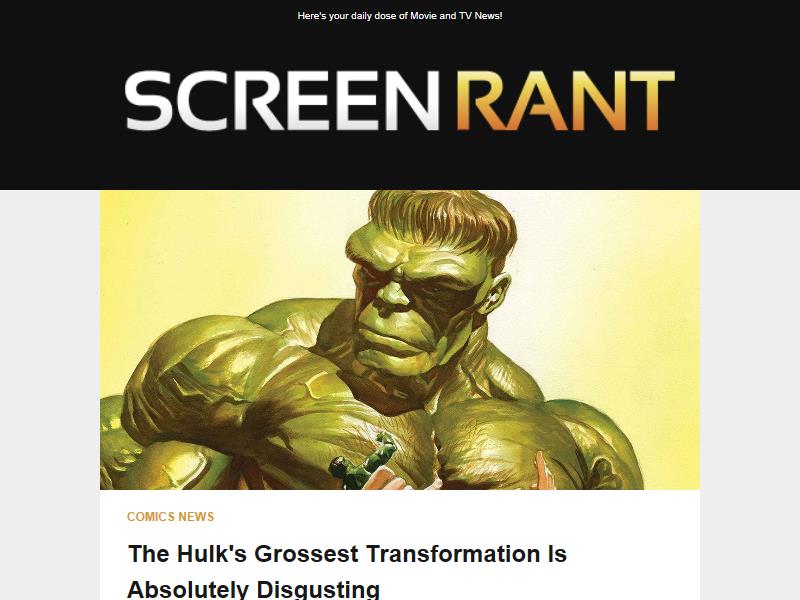 Here's your daily dose of Movie and TV News!
SCREEN RANT
COMICS NEWS
The Hulk's Grossest Transformation Is
Absolutely Disgusting